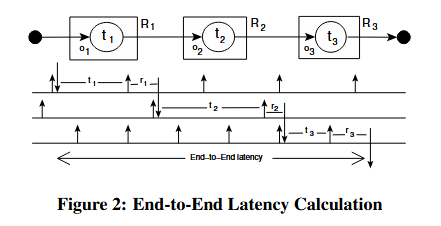 t1 R1 t2 R2 t3 R3
o1 o2 o3
t1 r1
t2 r2
t3 r3
End-to-End latency
Figure 2: End-to-End Latency Calculation